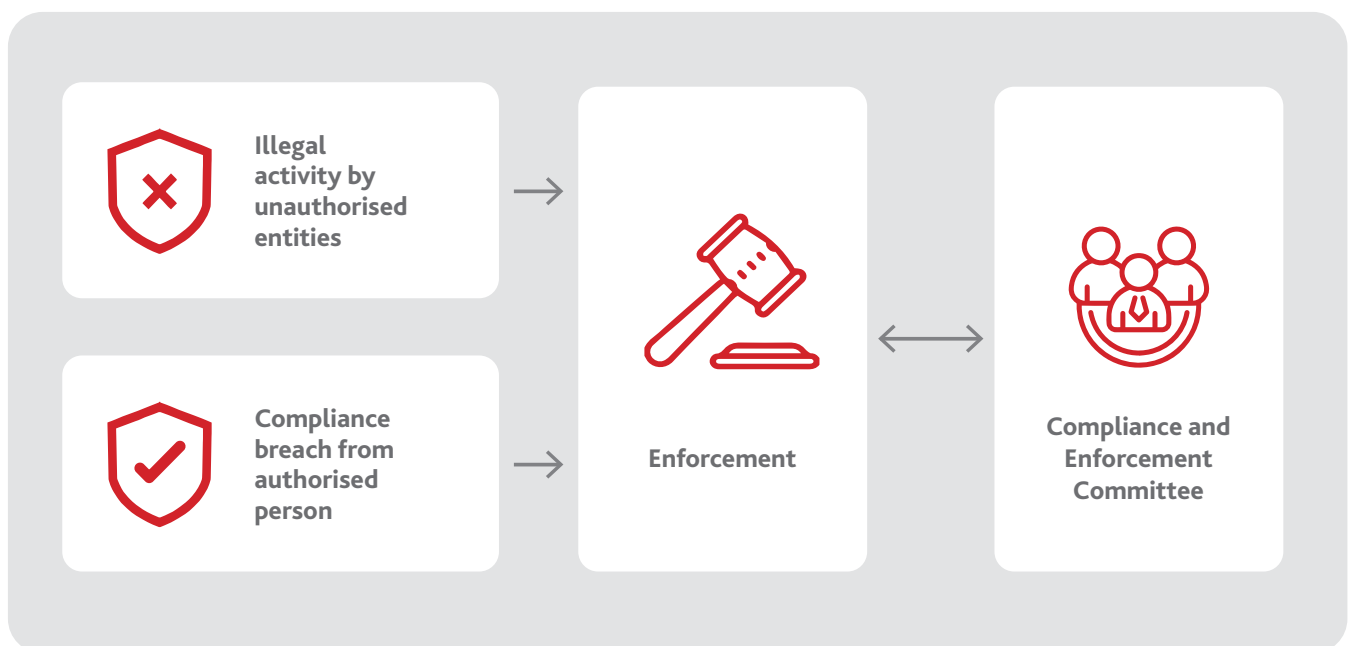 Illegal
activity by
unauthorised
entities
Compliance
breach from
authorised
person
Enforcement
Compliance and
Enforcement
Committee